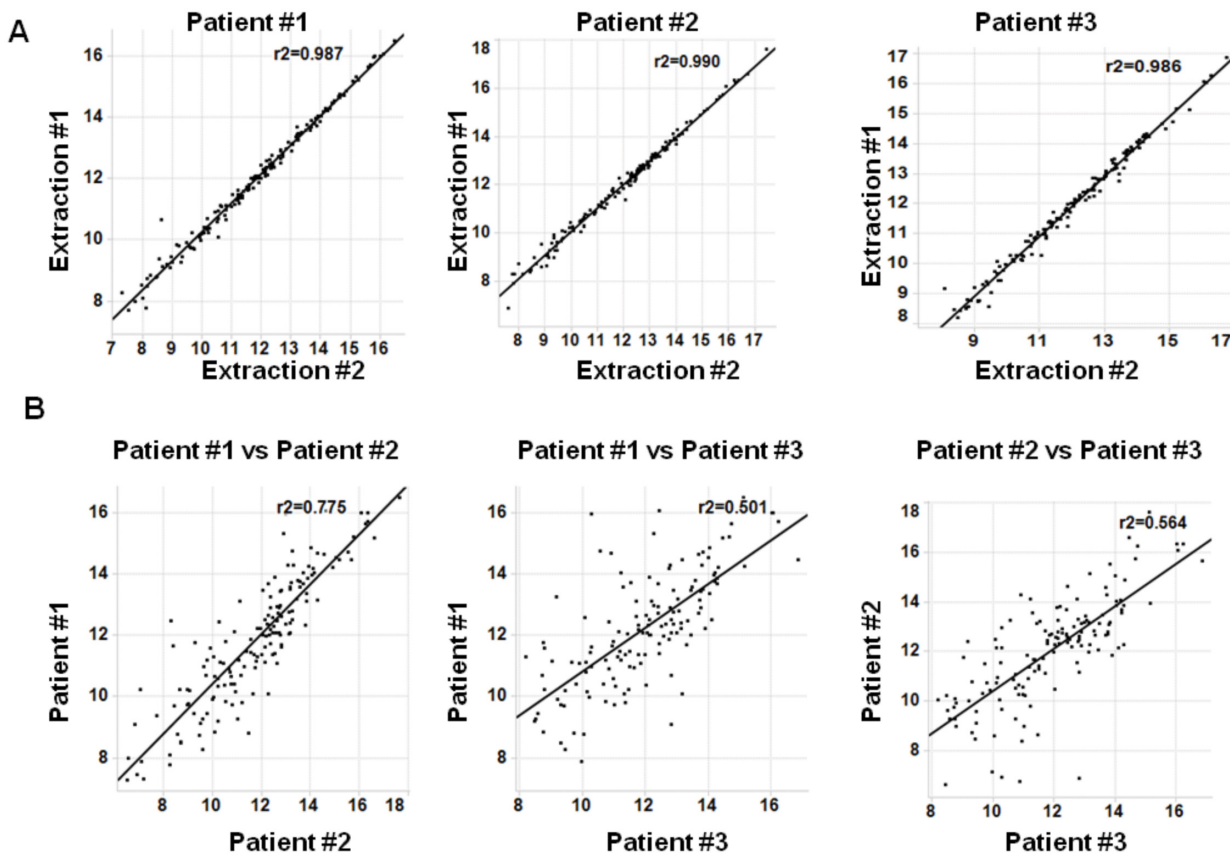 A
Patient #1
Patient #2
Patient #3
r2=0.987
16
14
12
10
8
Extraction #1
7 8 9 10 11 12 13 14 15 16
Extraction #2
r2=0.990
18
16
14
12
10
8
Extraction #1
8 9 10 11 12 13 14 15 16 17
Extraction #2
r2=0.986
17
16
15
14
13
12
11
10
9
8
Extraction #1
9 11 13 15 17
Extraction #2
B
Patient #1 vs Patient #2
Patient #1 vs Patient #3
Patient #2 vs Patient #3
r2=0.775
16
14
12
10
8
Patient #1
8 10 12 14 16 18
Patient #2
r2=0.501
16
14
12
10
8
Patient #1
8 10 12 14 16
Patient #3
r2=0.564
18
16
14
12
10
8
Patient #2
8 10 12 14 16
Patient #3